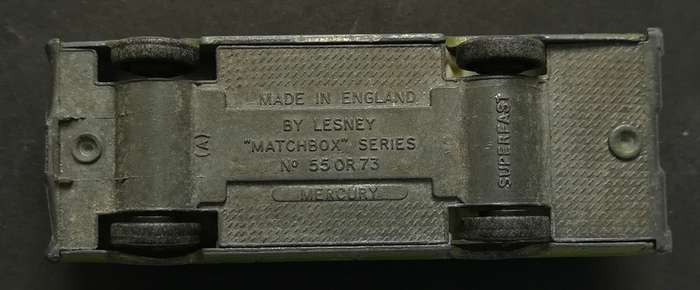 MADE IN ENGLAND
BY LESNEY
"MATCHBOX" SERIES
No 55 OR 73
MERCURY
(A)
SUPERFAST